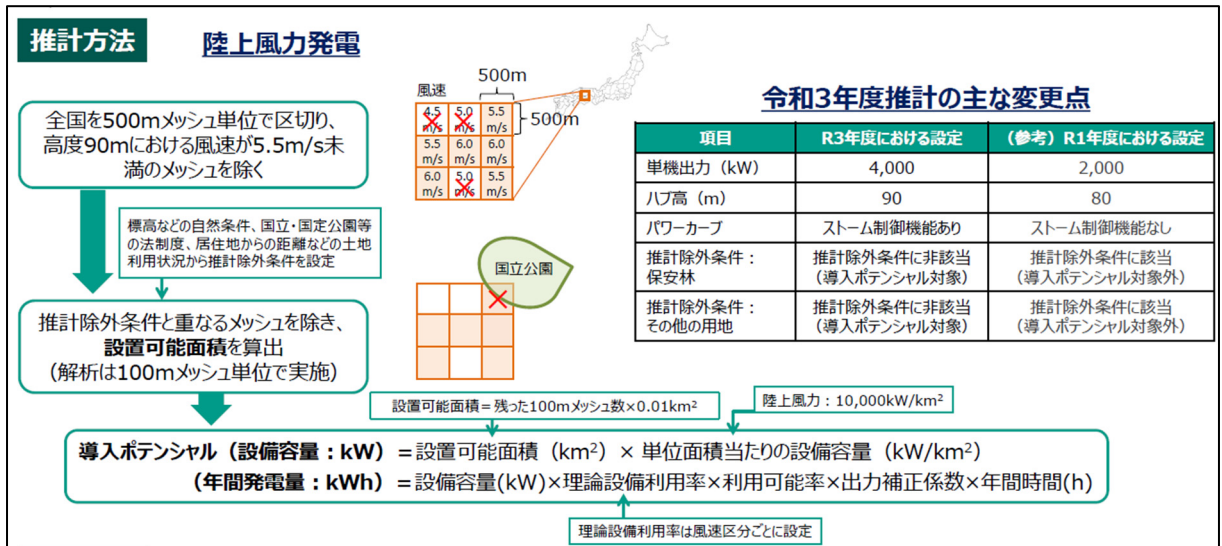 推計方法
陸上風力発電
全国を500mメッシュ単位で区切り、
高度90mにおける風速が5.5m/s未
満のメッシュを除く
標高などの自然条件、国立・国定公園等
の法制度、居住地からの距離などの土地
利用状況から推計除外条件を設定
推計除外条件と重なるメッシュを除き、
設置可能面積を算出
(解析は100mメッシュ単位で実施)
風速
500m
500m
4.5 5.0 5.5
m/s m/s m/s
5.5 6.0 6.0
m/s m/s m/s
6.0 5.0 5.5
m/s m/s m/s
国立公園
令和3年度推計の主な変更点
項目 R3年度における設定 (参考)R1年度における設定
単機出力(kW) 4,000 2,000
ハブ高(m) 90 80
パワーカーブ ストーム制御機能あり ストーム制御機能なし
推計除外条件: 推計除外条件に非該当 推計除外条件に該当
保安林 (導入ポテンシャル対象) (導入ポテンシャル対象外)
推計除外条件: 推計除外条件に非該当 推計除外条件に該当
その他の用地 (導入ポテンシャル対象) (導入ポテンシャル対象外)
設置可能面積=残った100mメッシュ数×0.01km²
陸上風力:10,000kW/km²
導入ポテンシャル(設備容量:kW)=設置可能面積(km²)× 単位面積当たりの設備容量(kW/km²)
(年間発電量:kWh)=設備容量(kW)×理論設備利用率×利用可能率×出力補正係数×年間時間(h)
理論設備利用率は風速区分ごとに設定